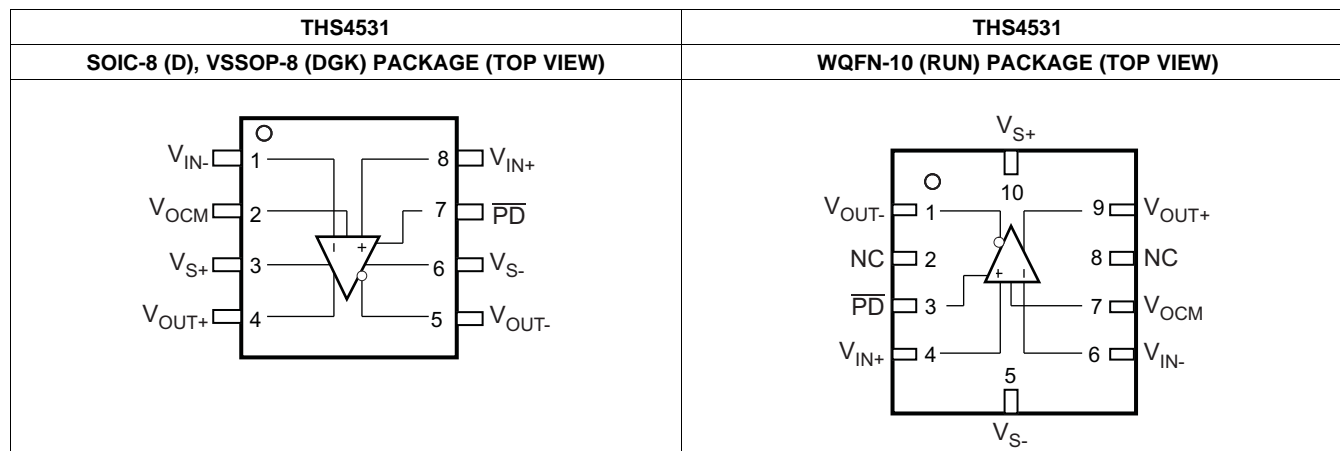 THS4531
THS4531
SOIC-8 (D), VSSOP-8 (DGK) PACKAGE (TOP VIEW)
WQFN-10 (RUN) PACKAGE (TOP VIEW)
VIN- 1 8 VIN+
VOCM 2 7 PD
VS+ 3 6 VS-
VOUT+ 4 5 VOUT-
− +
VS+
10
VOUT- 1 9 VOUT+
NC 2 8 NC
PD 3 7 VOCM
VIN+ 4 6 VIN-
+ −
5
VS-